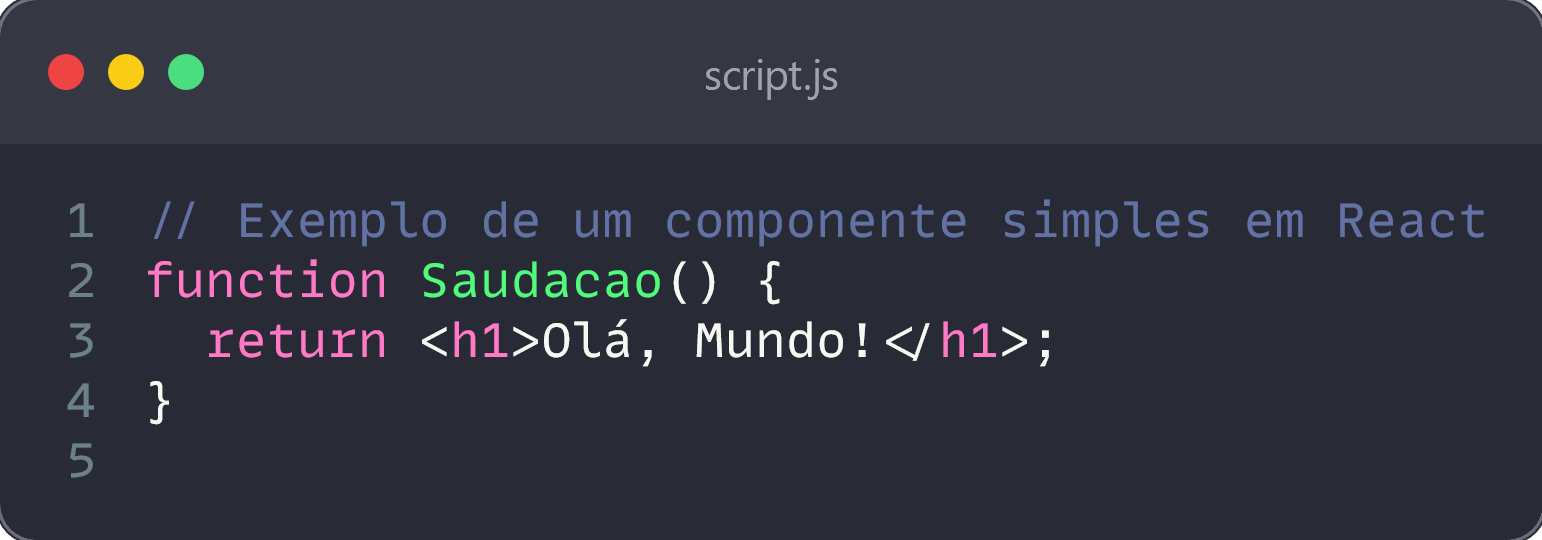 script.js
1 // Exemplo de um componente simples em React
2 function Saudacao() {
3   return <h1>Olá, Mundo!</h1>;
4 }
5